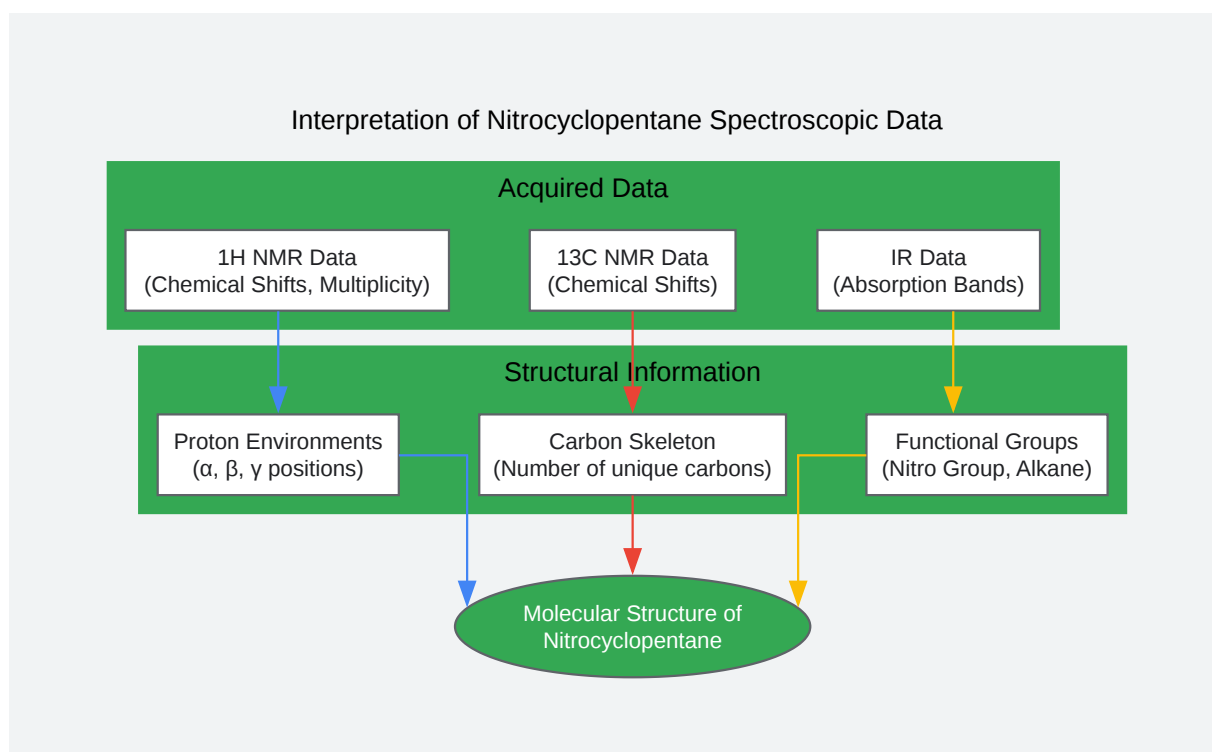 Interpretation of Nitrocyclopentane Spectroscopic Data
Acquired Data
1H NMR Data
(Chemical Shifts, Multiplicity)
13C NMR Data
(Chemical Shifts)
IR Data
(Absorption Bands)
Structural Information
Proton Environments
(α, β, γ positions)
Carbon Skeleton
(Number of unique carbons)
Functional Groups
(Nitro Group, Alkane)
Molecular Structure of
Nitrocyclopentane